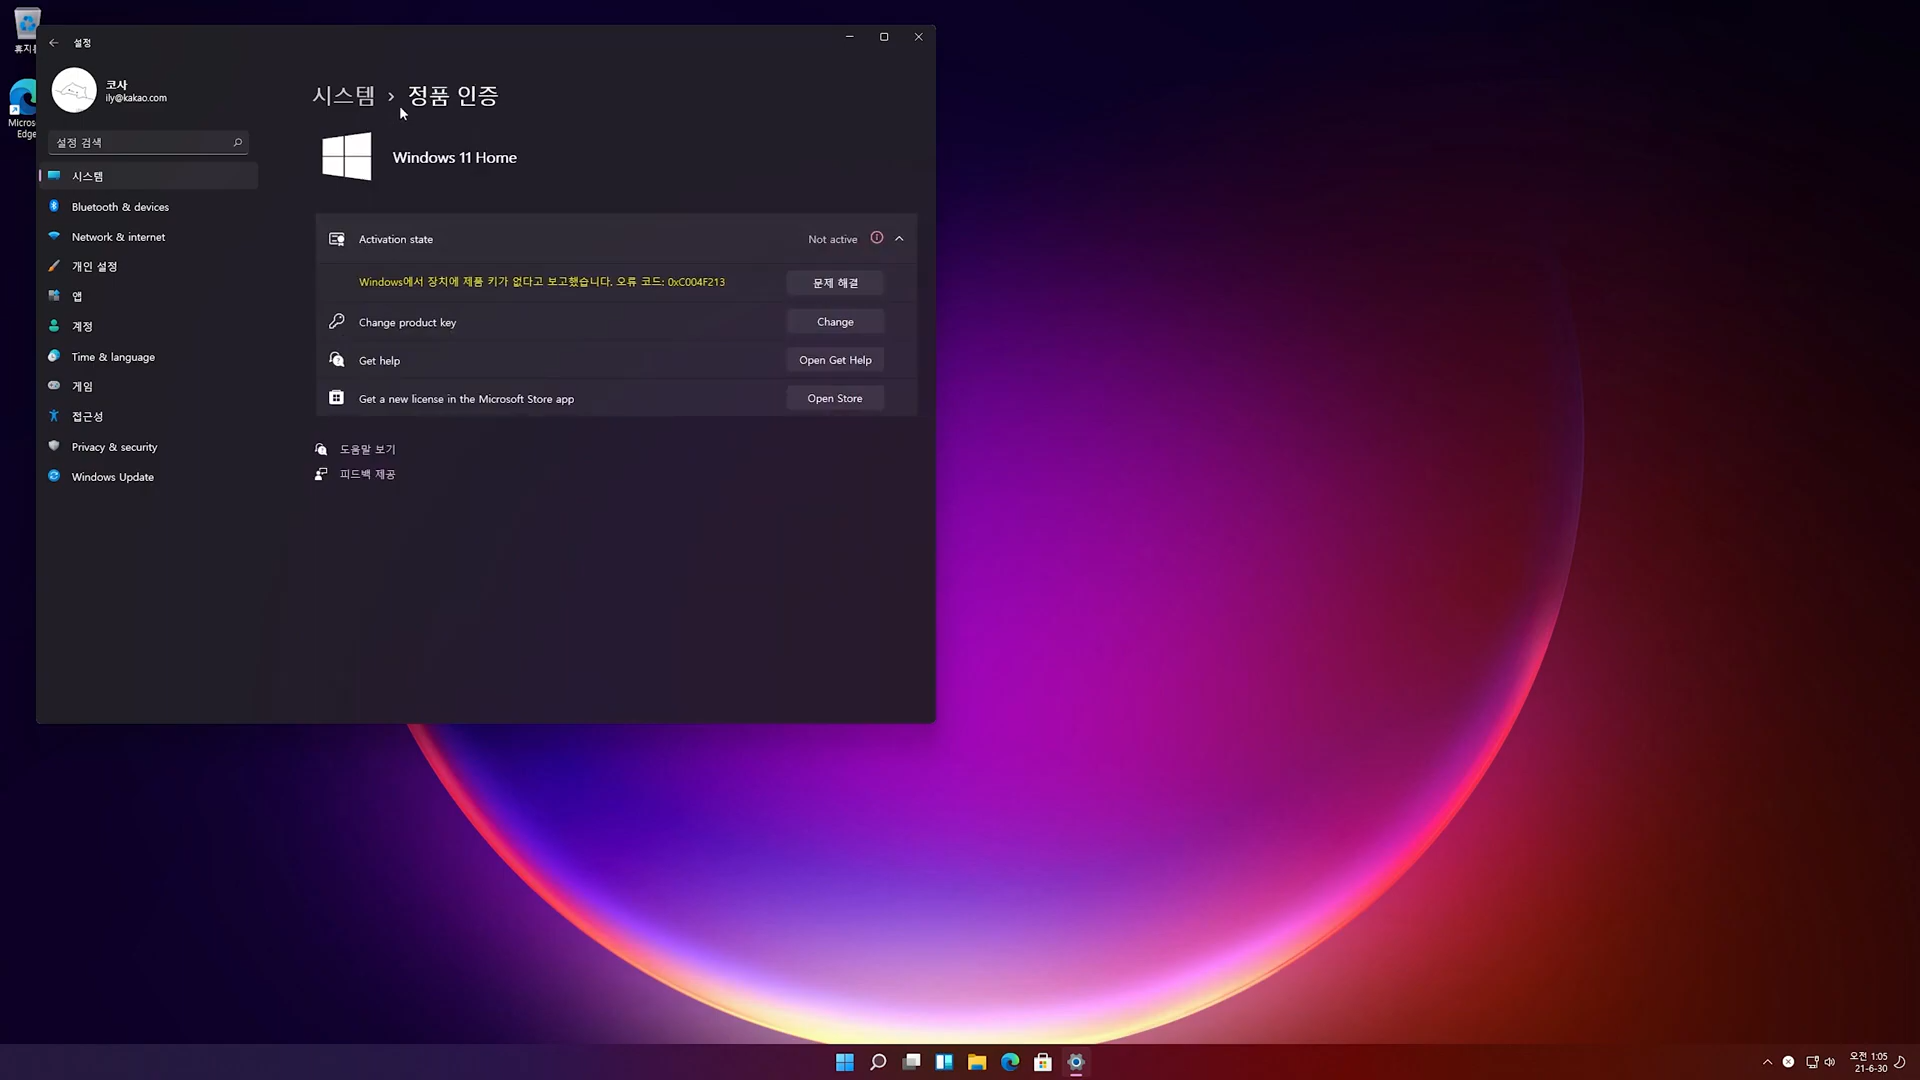 휴지통
Micros
Edge
설정
코사
ily@kakao.com
설정 검색
시스템
Bluetooth & devices
Network & internet
개인 설정
앱
계정
Time & language
게임
접근성
Privacy & security
Windows Update
시스템 › 정품 인증
Windows 11 Home
Activation state Not active
Windows에서 장치에 제품 키가 없다고 보고했습니다. 오류 코드: 0xC004F213 문제 해결
Change product key Change
Get help Open Get Help
Get a new license in the Microsoft Store app Open Store
도움말 보기
피드백 제공
오전 1:05
21-6-30